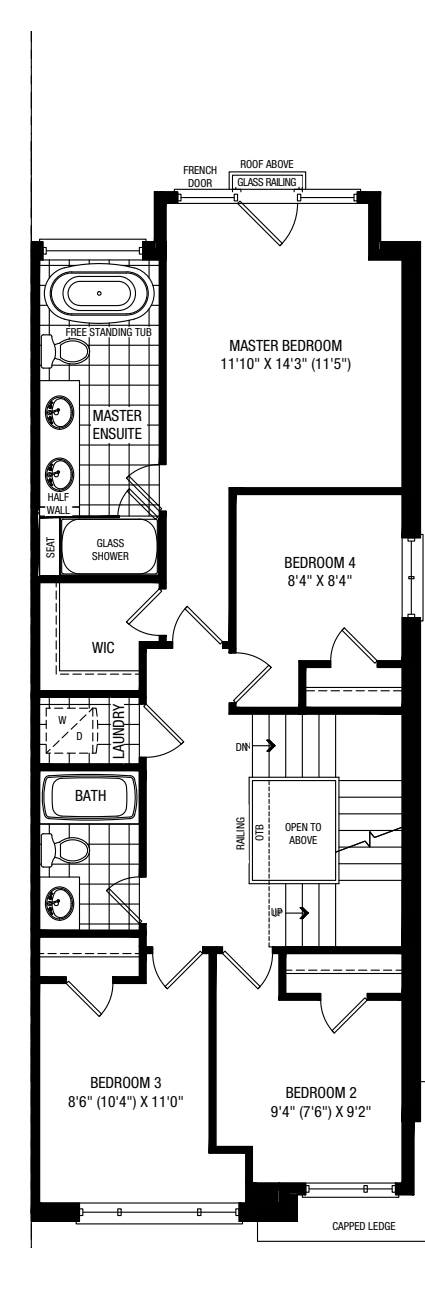 ROOF ABOVE
FRENCH
DOOR
GLASS RAILING
FREE STANDING TUB
MASTER BEDROOM
11'10" X 14'3" (11'5")
MASTER
ENSUITE
HALF
WALL
SEAT
GLASS
SHOWER
BEDROOM 4
8'4" X 8'4"
WIC
W
D
LAUNDRY
DN
BATH
RAILING
OTB
OPEN TO
ABOVE
UP
BEDROOM 3
8'6" (10'4") X 11'0"
BEDROOM 2
9'4" (7'6") X 9'2"
CAPPED LEDGE